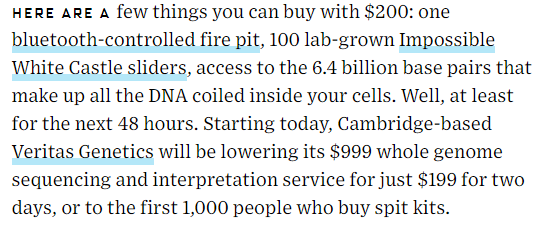 HERE ARE A few things you can buy with $200: one
bluetooth-controlled fire pit, 100 lab-grown Impossible
White Castle sliders, access to the 6.4 billion base pairs that
make up all the DNA coiled inside your cells. Well, at least
for the next 48 hours. Starting today, Cambridge-based
Veritas Genetics will be lowering its $999 whole genome
sequencing and interpretation service for just $199 for two
days, or to the first 1,000 people who buy spit kits.